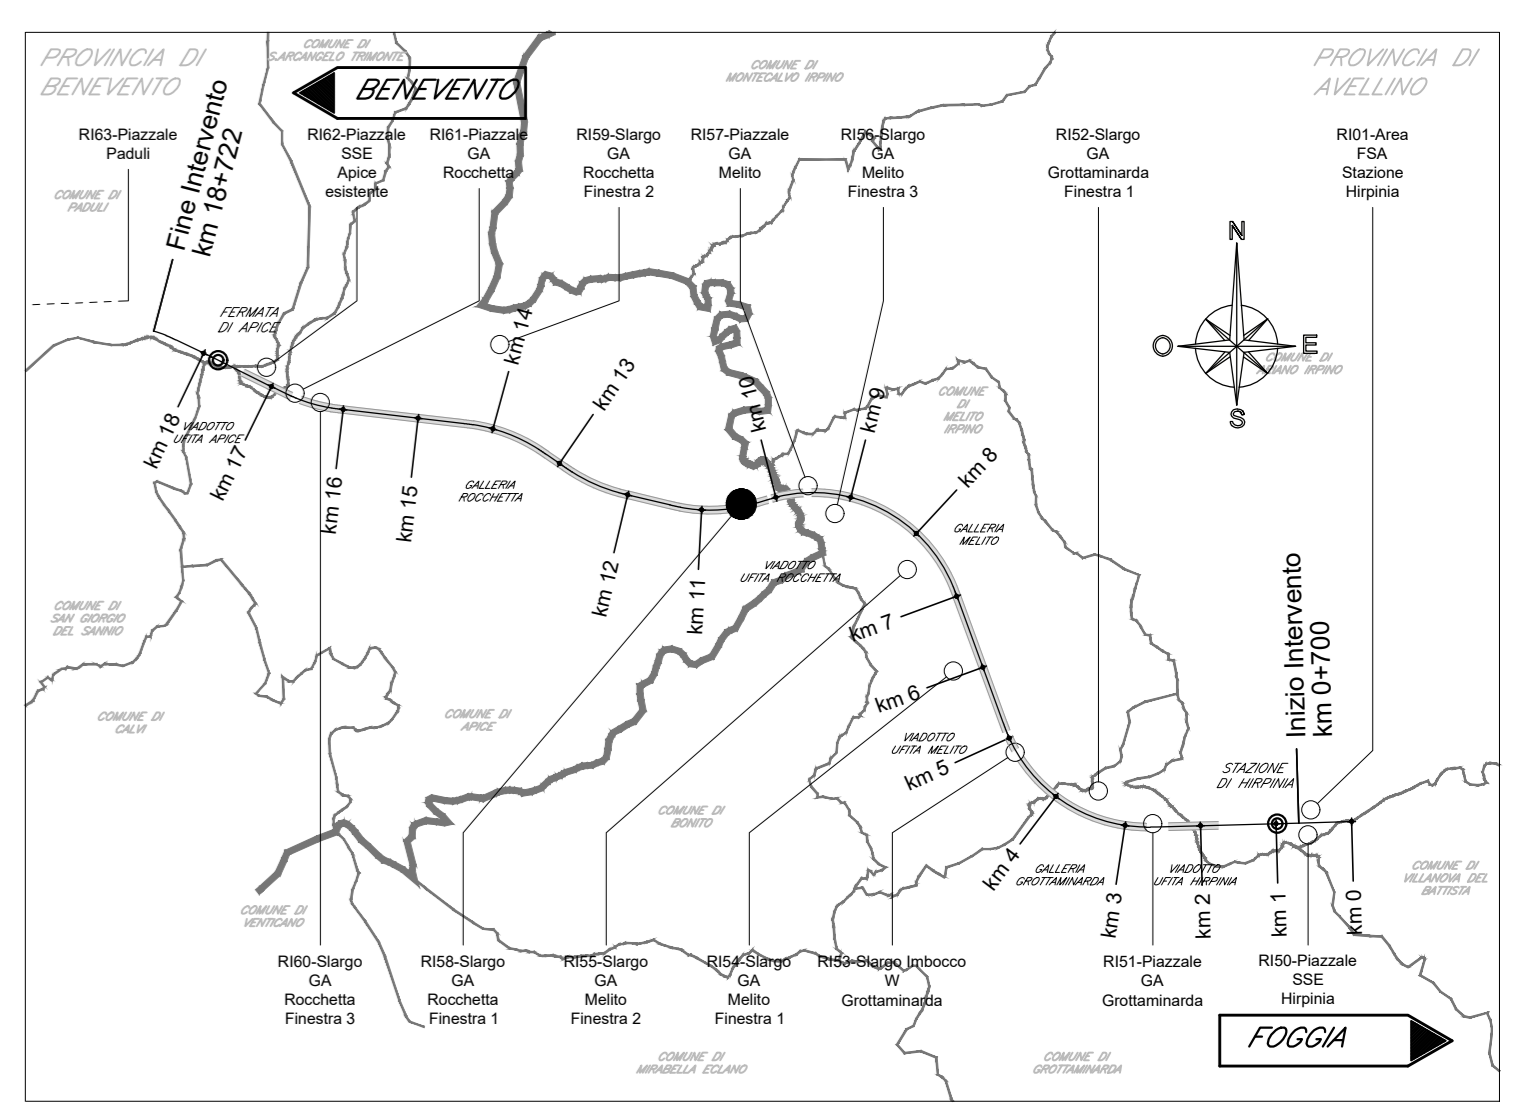 PROVINCIA DI
BENEVENTO
COMUNE DI
S.ARCANGELO TRIMONTE
BENEVENTO
COMUNE DI
MONTECALVO IRPINO
PROVINCIA DI
AVELLINO
RI63-Piazzale
Paduli
Fine Intervento
km 18+722
RI62-Piazzale
SSE
Apice
esistente
RI61-Piazzale
GA
Rocchetta
RI59-Slargo
GA
Rocchetta
Finestra 2
RI57-Piazzale
GA
Melito
RI56-Slargo
GA
Melito
Finestra 3
RI52-Slargo
GA
Grottaminarda
Finestra 1
RI01-Area
FSA
Stazione
Hirpinia
COMUNE DI
PADULI
N
O
E
S
COMUNE DI
ARIANO IRPINO
FERMATA
DI APICE
km 18
VIADOTTO
UFITA APICE
km 17
km 16
km 15
km 14
km 13
km 12
km 11
km 10
km 9
km 8
km 7
km 6
km 5
km 4
km 3
km 2
km 1
km 0
GALLERIA
ROCCHETTA
COMUNE
DI
MELITO
IRPINO
GALLERIA
MELITO
VIADOTTO
UFITA ROCCHETTA
Inizio Intervento
km 0+700
COMUNE DI
SAN GIORGIO
DEL SANNIO
COMUNE DI
CALVI
COMUNE DI
APICE
VIADOTTO
UFITA MELITO
STAZIONE
DI HIRPINIA
COMUNE DI
BONITO
GALLERIA
GROTTAMINARDA
VIADOTTO
UFITA HIRPINIA
COMUNE DI
VILLANOVA DEL
BATTISTA
COMUNE DI
VENTICANO
RI60-Slargo
GA
Rocchetta
Finestra 3
RI58-Slargo
GA
Rocchetta
Finestra 1
RI55-Slargo
GA
Melito
Finestra 2
RI54-Slargo
GA
Melito
Finestra 1
RI53-Slargo Imbocco
W
Grottaminarda
RI51-Piazzale
GA
Grottaminarda
RI50-Piazzale
SSE
Hirpinia
FOGGIA
COMUNE DI
MIRABELLA ECLANO
COMUNE DI
GROTTAMINARDA